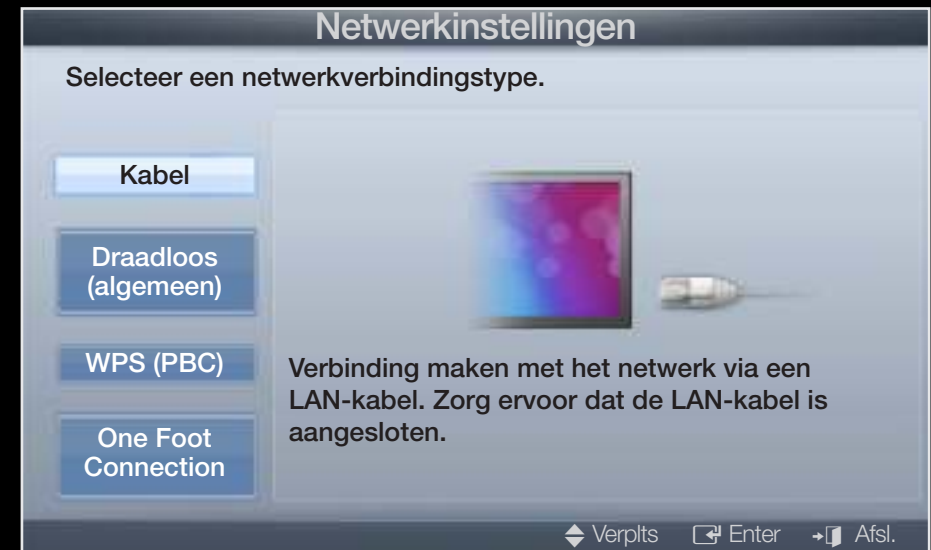 Netwerkinstellingen
Selecteer een netwerkverbindingstype.
Kabel
Draadloos
(algemeen)
WPS (PBC)
One Foot
Connection
Verbinding maken met het netwerk via een
LAN-kabel. Zorg ervoor dat de LAN-kabel is
aangesloten.
Verplts Enter Afsl.